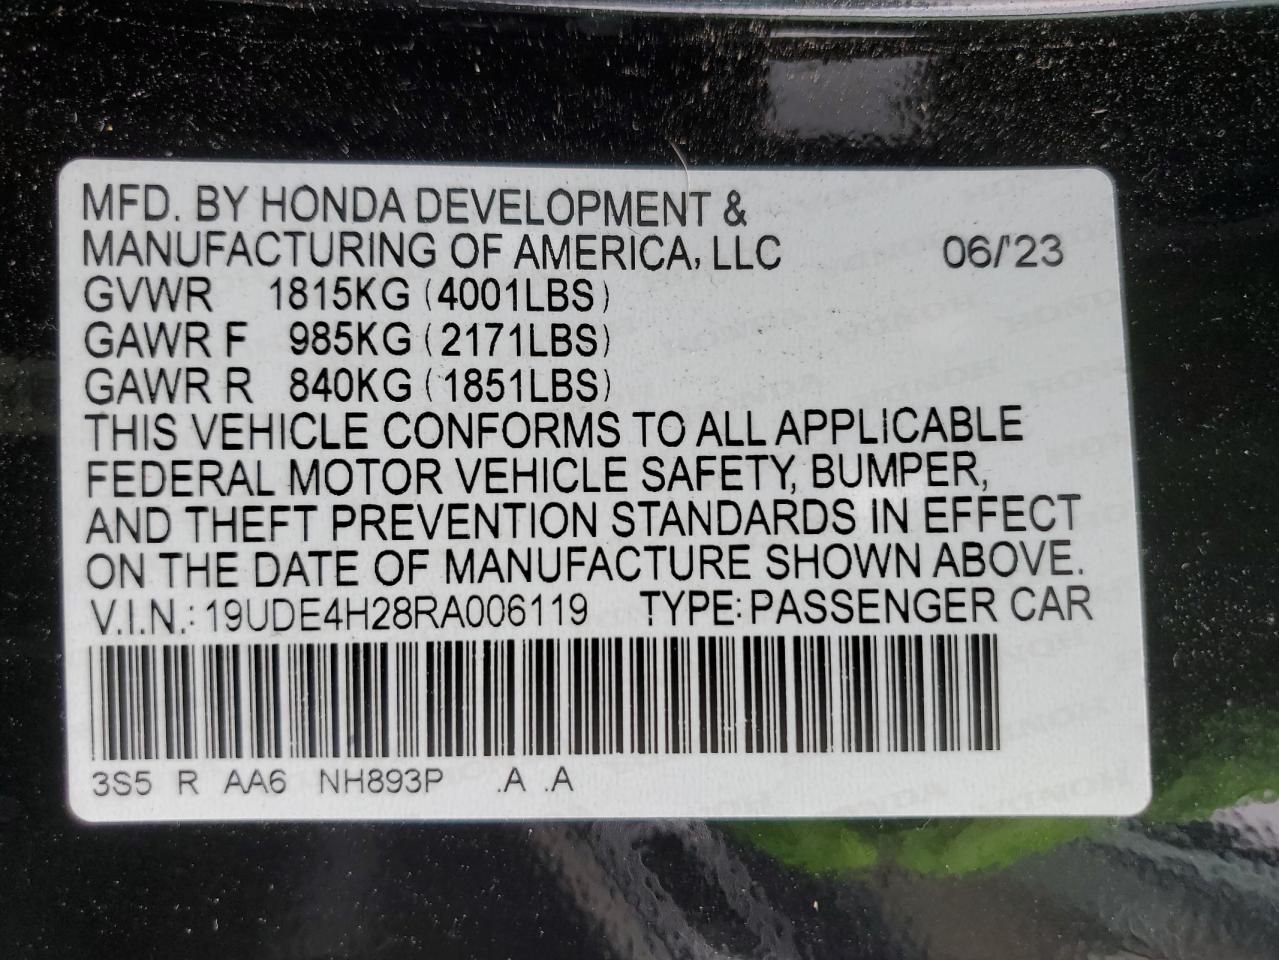 MFD. BY HONDA DEVELOPMENT &
MANUFACTURING OF AMERICA, LLC 06/'23
GVWR 1815KG (4001LBS)
GAWR F 985KG (2171LBS)
GAWR R 840KG (1851LBS)
THIS VEHICLE CONFORMS TO ALL APPLICABLE
FEDERAL MOTOR VEHICLE SAFETY, BUMPER,
AND THEFT PREVENTION STANDARDS IN EFFECT
ON THE DATE OF MANUFACTURE SHOWN ABOVE.
V.I.N.: 19UDE4H28RA006119 TYPE: PASSENGER CAR
3S5 R AA6 NH893P .A .A